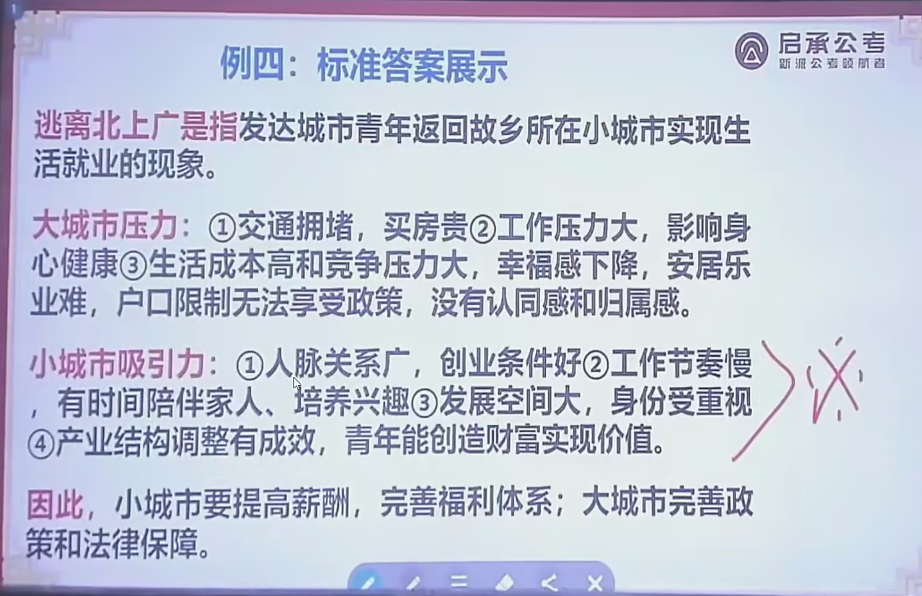 例四：标准答案展示
启承公考
新派公考领航者
逃离北上广是指发达城市青年返回故乡所在小城市实现生
活就业的现象。
大城市压力：①交通拥堵，买房贵②工作压力大，影响身
心健康③生活成本高和竞争压力大，幸福感下降，安居乐
业难，户口限制无法享受政策，没有认同感和归属感。
小城市吸引力：①人脉关系广，创业条件好②工作节奏慢
，有时间陪伴家人、培养兴趣③发展空间大，身份受重视
④产业结构调整有成效，青年能创造财富实现价值。
因此，小城市要提高薪酬，完善福利体系；大城市完善政
策和法律保障。